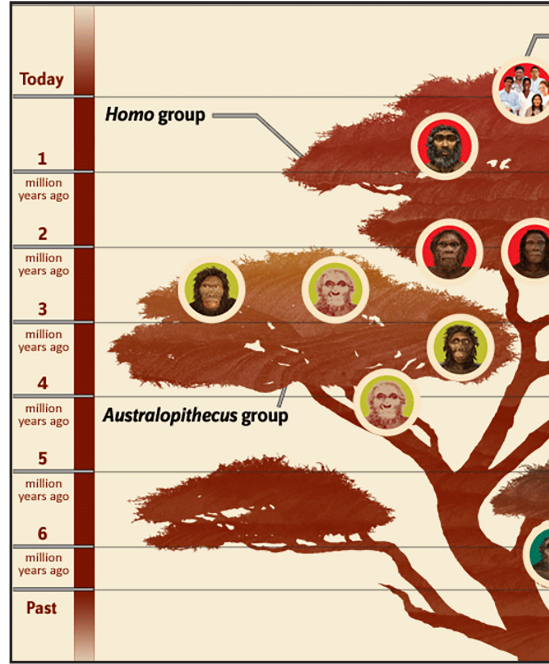 Today
Homo group
1
million
years ago
2
million
years ago
3
million
years ago
4
million
years ago
Australopithecus group
5
million
years ago
6
million
years ago
Past